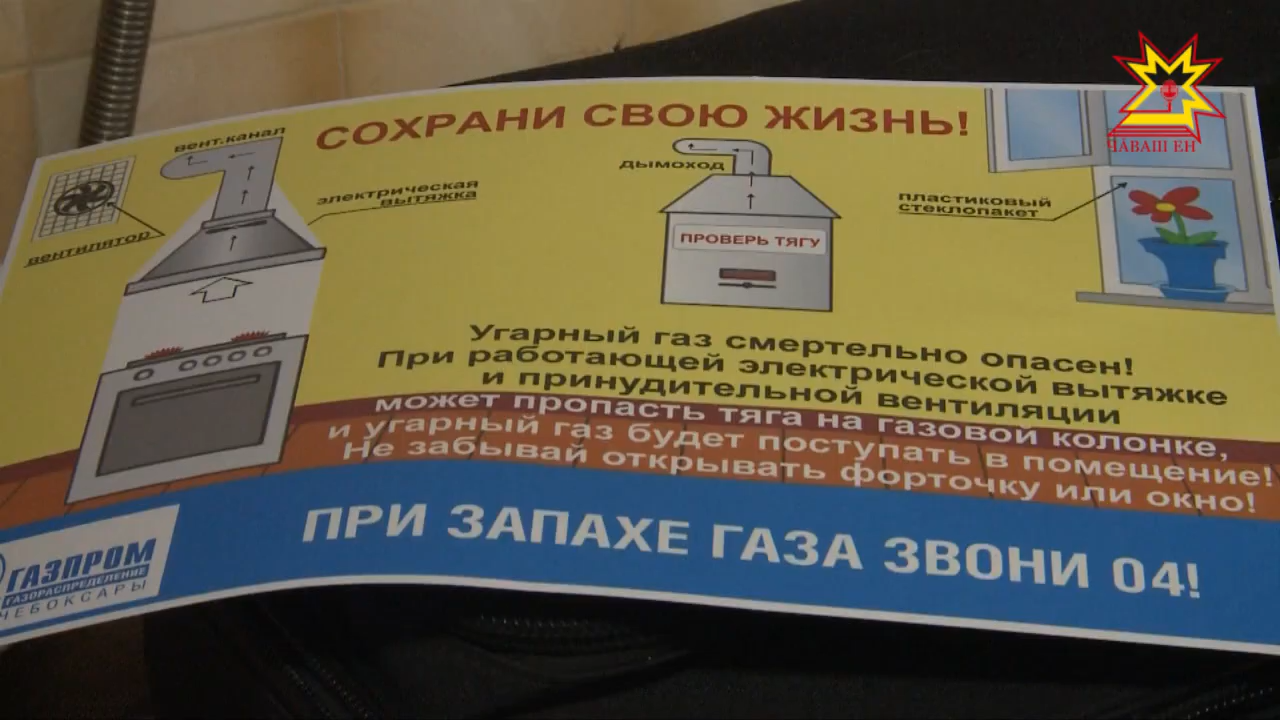 ЧӐВАШ ЕН
СОХРАНИ СВОЮ ЖИЗНЬ!
вент.канал
дымоход
электрическая
вытяжка
пластиковый
стеклопакет
вентилятор
ПРОВЕРЬ ТЯГУ
Угарный газ смертельно опасен!
При работающей электрической вытяжке
и принудительной вентиляции
может пропасть тяга на газовой колонке,
и угарный газ будет поступать в помещение!
Не забывай открывать форточку или окно!
ПРИ ЗАПАХЕ ГАЗА ЗВОНИ 04!
ГАЗПРОМ
ГАЗОРАСПРЕДЕЛЕНИЕ
ЧЕБОКСАРЫ